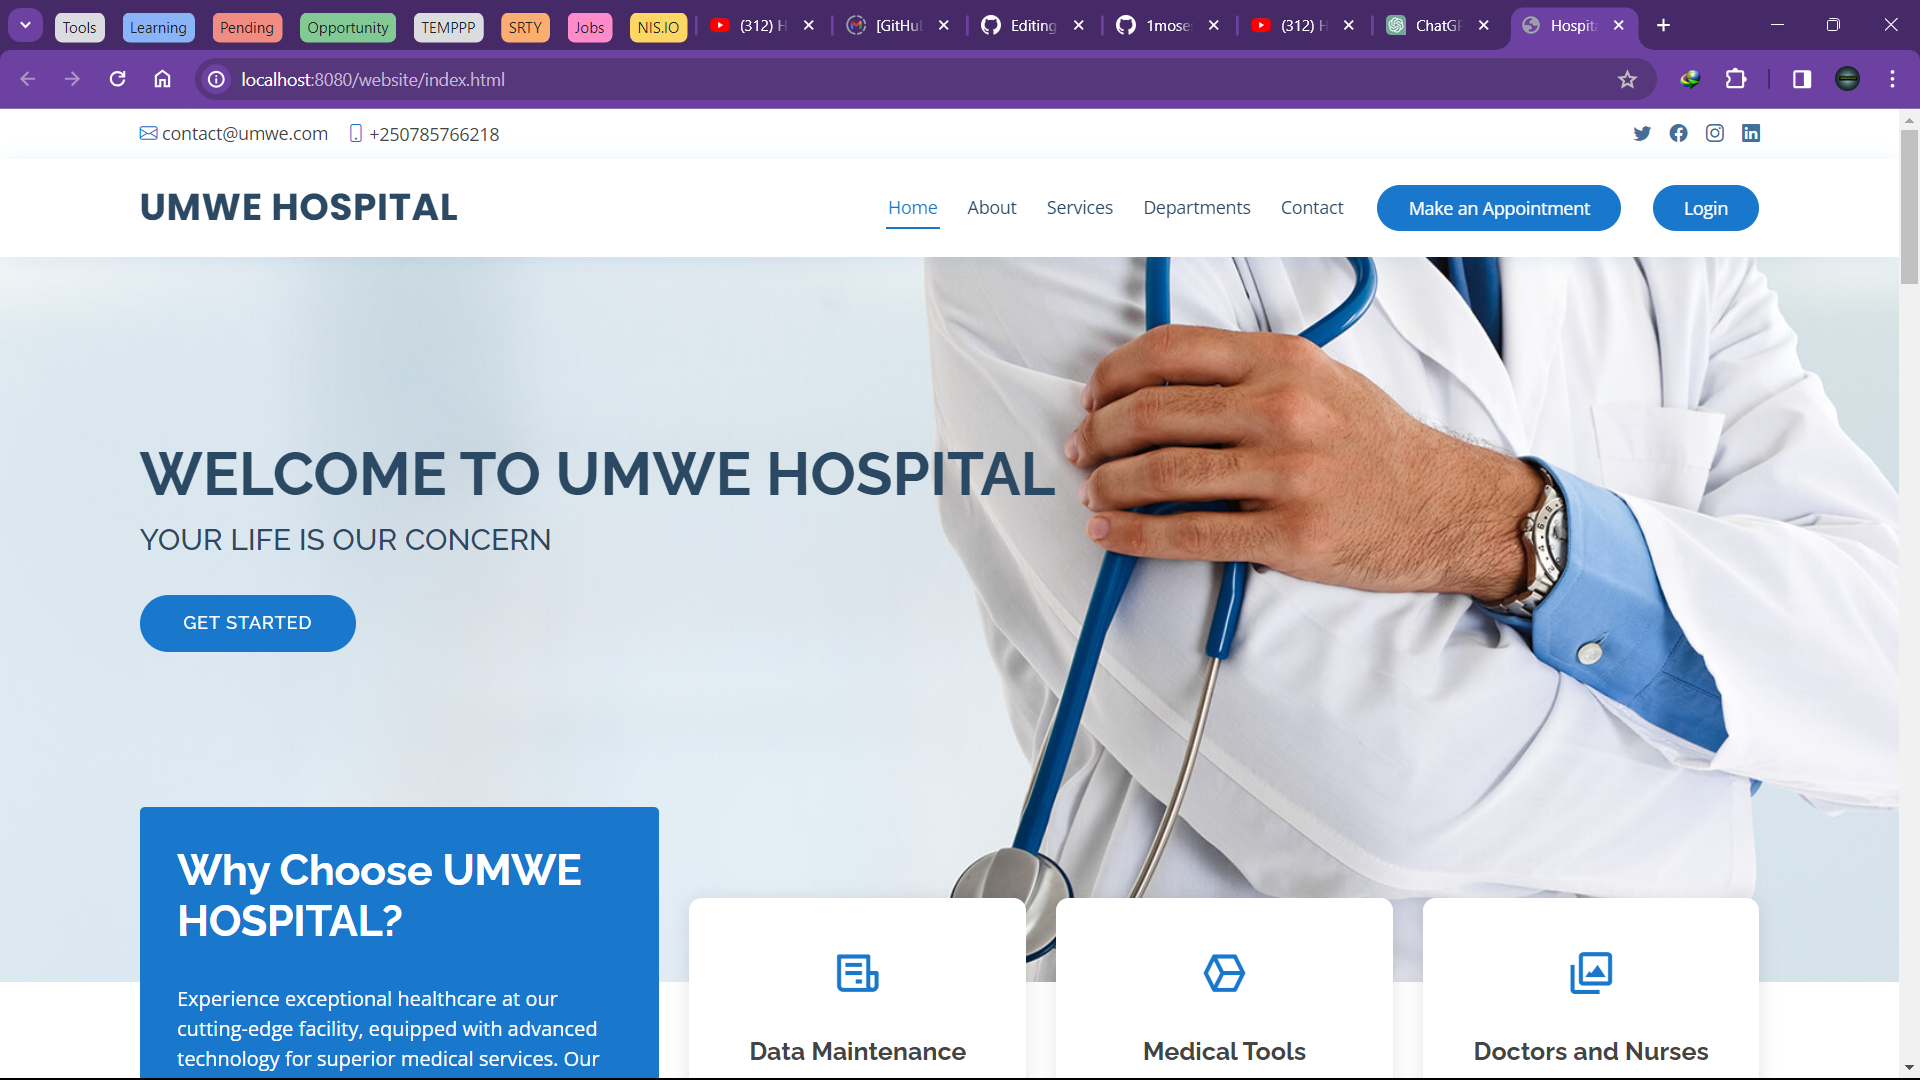 Tools Learning Pending Opportunity TEMPPP SRTY Jobs NIS.IO (312) H [GitHu Editing 1mose (312) H ChatGP Hospit
localhost:8080/website/index.html
contact@umwe.com +250785766218
UMWE HOSPITAL
Home About Services Departments Contact Make an Appointment Login
WELCOME TO UMWE HOSPITAL
YOUR LIFE IS OUR CONCERN
GET STARTED
Why Choose UMWE
HOSPITAL?
Experience exceptional healthcare at our
cutting-edge facility, equipped with advanced
technology for superior medical services. Our
Data Maintenance
Medical Tools
Doctors and Nurses